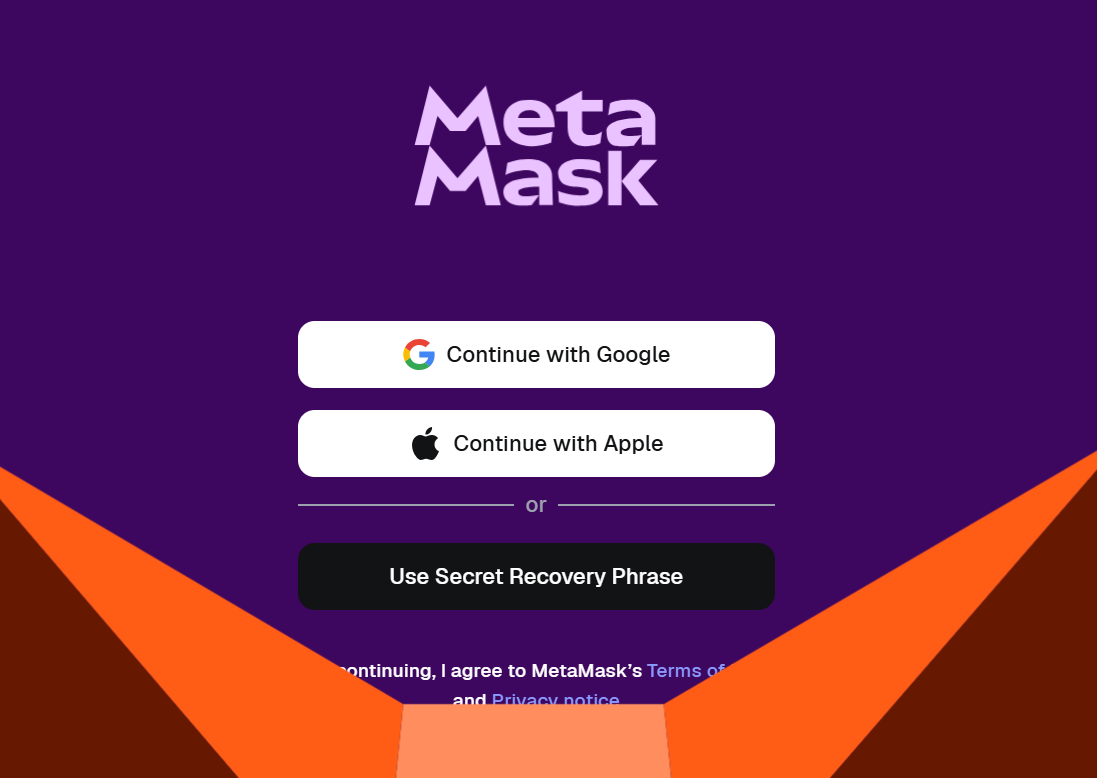 Meta
Mask
Continue with Google
Continue with Apple
or
Use Secret Recovery Phrase
continuing, I agree to MetaMask’s Terms of
and Privacy notice